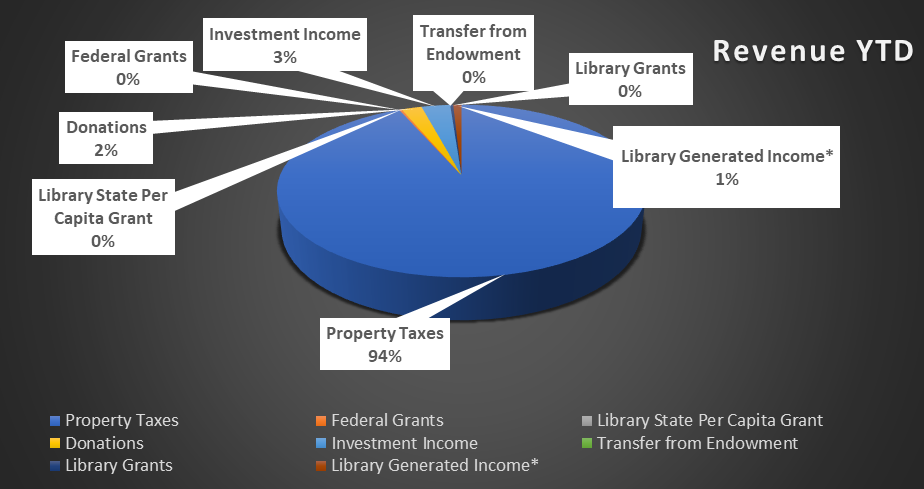 Revenue YTD
Investment Income
3%
Transfer from
Endowment
0%
Federal Grants
0%
Library Grants
0%
Donations
2%
Library Generated Income*
1%
Library State Per
Capita Grant
0%
Property Taxes
94%
Property Taxes
Federal Grants
Library State Per Capita Grant
Donations
Investment Income
Transfer from Endowment
Library Grants
Library Generated Income*